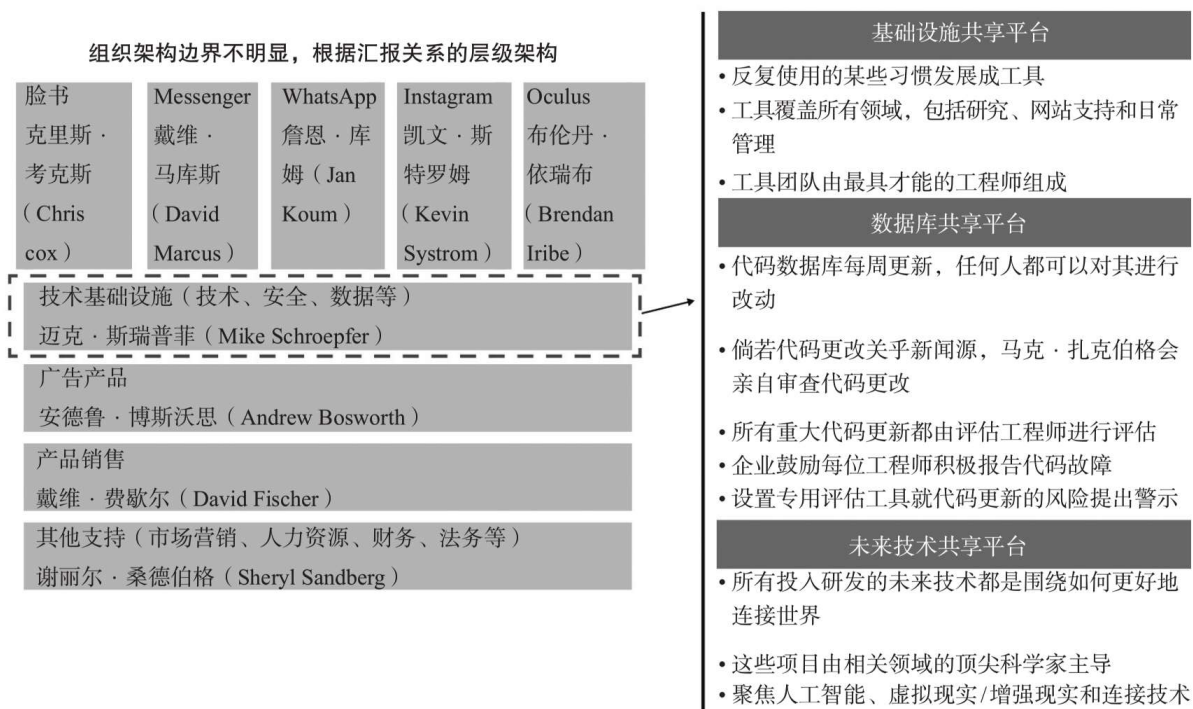 组织架构边界不明显，根据汇报关系的层级架构
脸书
克里斯·
考克斯
（Chris
cox）
Messenger
戴维·
马库斯
（David
Marcus）
WhatsApp
詹恩·库
姆（Jan
Koum）
Instagram
凯文·斯
特罗姆
（Kevin
Systrom）
Oculus
布伦丹·
依瑞布
（Brendan
Iribe）
技术基础设施（技术、安全、数据等）
迈克·斯瑞普菲（Mike Schroepfer）
广告产品
安德鲁·博斯沃思（Andrew Bosworth）
产品销售
戴维·费歇尔（David Fischer）
其他支持（市场营销、人力资源、财务、法务等）
谢丽尔·桑德伯格（Sheryl Sandberg）
基础设施共享平台
• 反复使用的某些习惯发展成工具
• 工具覆盖所有领域，包括研究、网站支持和日常
管理
• 工具团队由最具才能的工程师组成
数据库共享平台
• 代码数据库每周更新，任何人都可以对其进行
改动
• 倘若代码更改关乎新闻源，马克·扎克伯格会
亲自审查代码更改
• 所有重大代码更新都由评估工程师进行评估
• 企业鼓励每位工程师积极报告代码故障
• 设置专用评估工具就代码更新的风险提出警示
未来技术共享平台
• 所有投入研发的未来技术都是围绕如何更好地
连接世界
• 这些项目由相关领域的顶尖科学家主导
• 聚焦人工智能、虚拟现实/增强现实和连接技术